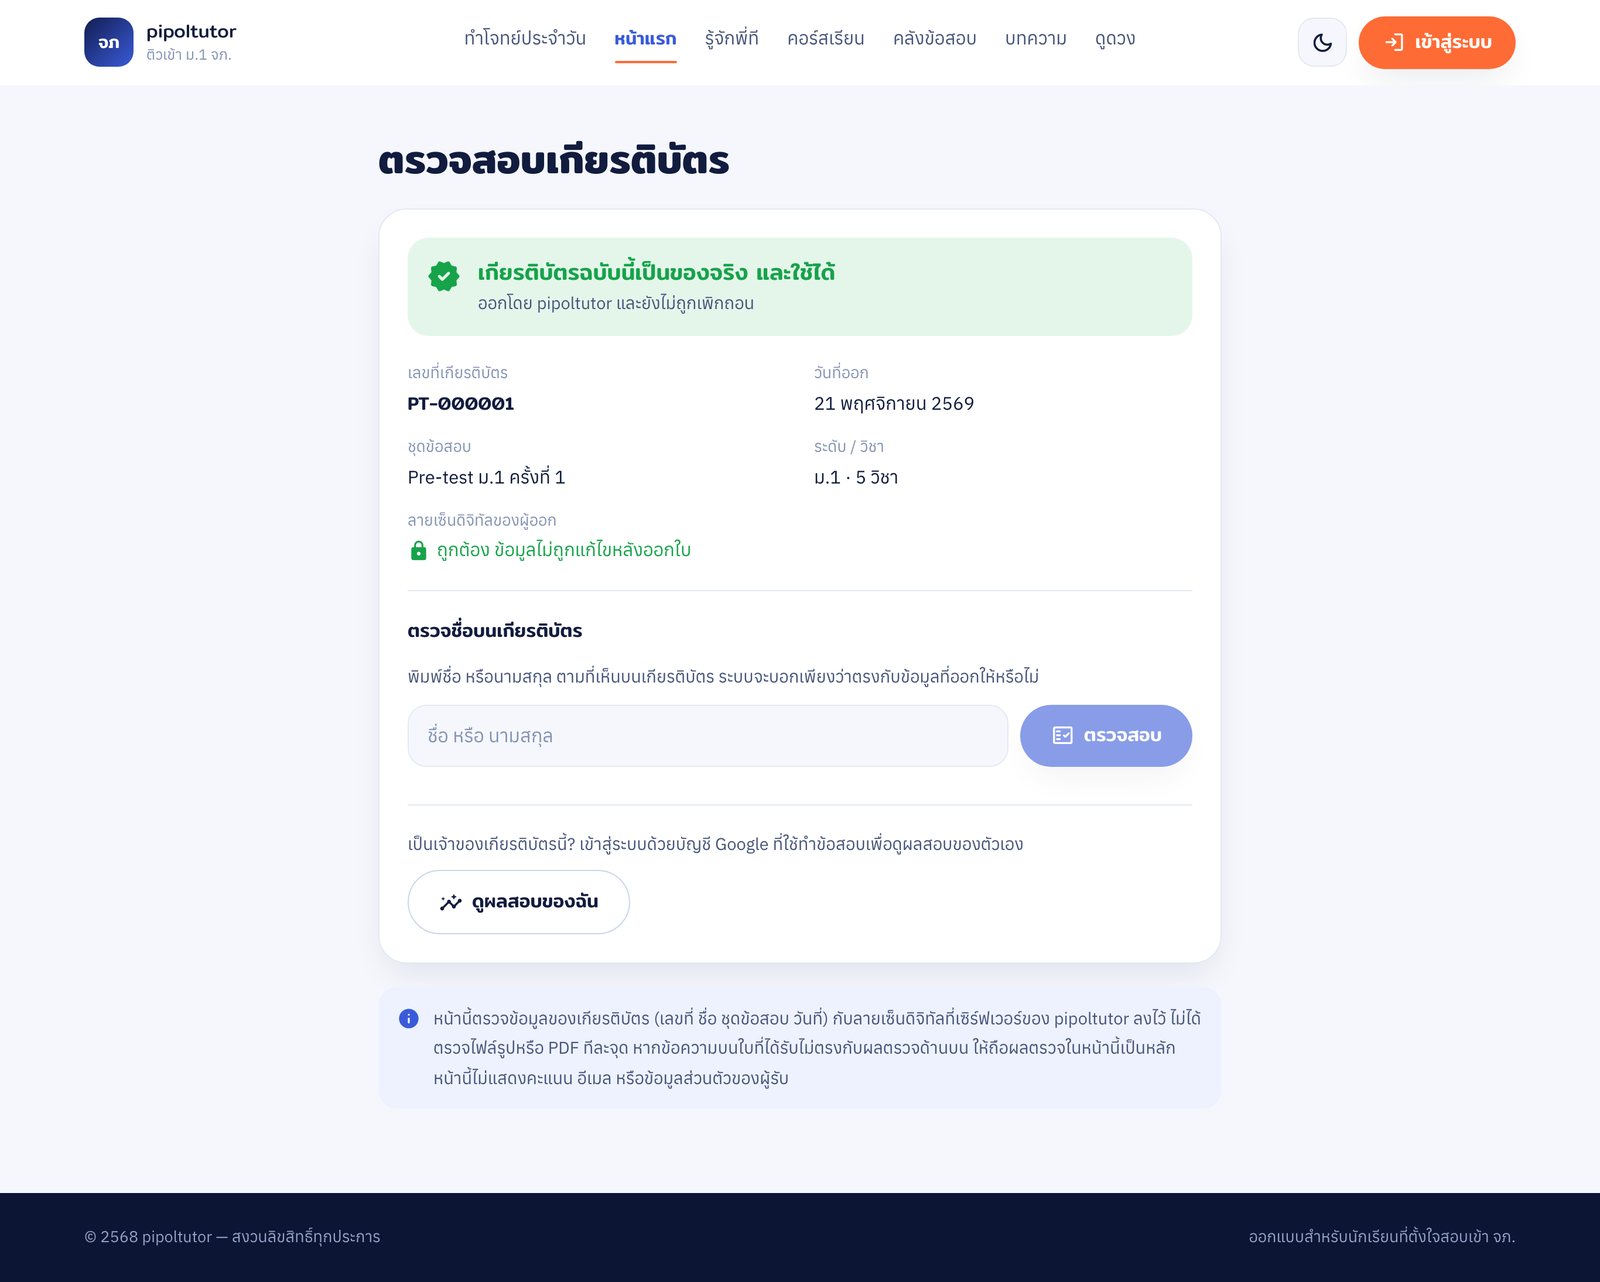 จภ
pipoltutor
ติวเข้า ม.1 จภ.
ทำโจทย์ประจำวัน
หน้าแรก
รู้จักพี่ที
คอร์สเรียน
คลังข้อสอบ
บทความ
ดูดวง
เข้าสู่ระบบ
ตรวจสอบเกียรติบัตร
เกียรติบัตรฉบับนี้เป็นของจริง และใช้ได้
ออกโดย pipoltutor และยังไม่ถูกเพิกถอน
เลขที่เกียรติบัตร
PT-000001
วันที่ออก
21 พฤศจิกายน 2569
ชุดข้อสอบ
Pre-test ม.1 ครั้งที่ 1
ระดับ / วิชา
ม.1 · 5 วิชา
ลายเซ็นดิจิทัลของผู้ออก
ถูกต้อง ข้อมูลไม่ถูกแก้ไขหลังออกใบ
ตรวจชื่อบนเกียรติบัตร
พิมพ์ชื่อ หรือนามสกุล ตามที่เห็นบนเกียรติบัตร ระบบจะบอกเพียงว่าตรงกับข้อมูลที่ออกให้หรือไม่
ชื่อ หรือ นามสกุล
ตรวจสอบ
เป็นเจ้าของเกียรติบัตรนี้? เข้าสู่ระบบด้วยบัญชี Google ที่ใช้ทำข้อสอบเพื่อดูผลสอบของตัวเอง
ดูผลสอบของฉัน
หน้านี้ตรวจข้อมูลของเกียรติบัตร (เลขที่ ชื่อ ชุดข้อสอบ วันที่) กับลายเซ็นดิจิทัลที่เซิร์ฟเวอร์ของ pipoltutor ลงไว้ ไม่ได้
ตรวจไฟล์รูปหรือ PDF ทีละจุด หากข้อความบนใบที่ได้รับไม่ตรงกับผลตรวจด้านบน ให้ถือผลตรวจในหน้านี้เป็นหลัก
หน้านี้ไม่แสดงคะแนน อีเมล หรือข้อมูลส่วนตัวของผู้รับ
© 2568 pipoltutor — สงวนลิขสิทธิ์ทุกประการ
ออกแบบสำหรับนักเรียนที่ตั้งใจสอบเข้า จภ.